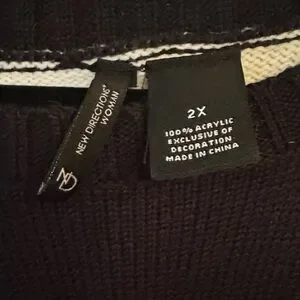 ND
NEW DIRECTIONS®
WOMAN
2X
100% ACRYLIC
EXCLUSIVE OF
DECORATION
MADE IN CHINA